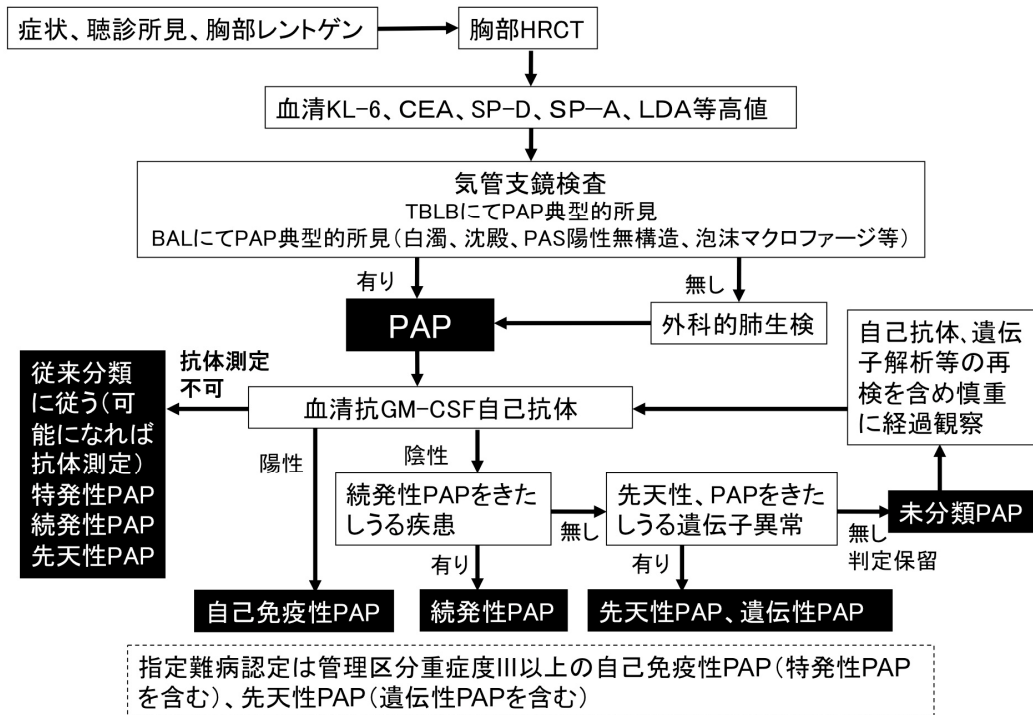 症状、聴診所見、胸部レントゲン
胸部HRCT
血清KL-6、CEA、SP-D、SP-A、LDA等高値
気管支鏡検査
TBLBにてPAP典型的所見
BALにてPAP典型的所見(白濁、沈殿、PAS陽性無構造、泡沫マクロファージ等)
有り
無し
PAP
外科的肺生検
自己抗体、遺伝
子解析等の再
検を含め慎重
に経過観察
抗体測定
不可
従来分類
に従う(可
能になれば
抗体測定)
特発性PAP
続発性PAP
先天性PAP
血清抗GM-CSF自己抗体
陽性
陰性
続発性PAPをきた
しうる疾患
無し
先天性、PAPをきた
しうる遺伝子異常
無し
判定保留
未分類PAP
有り
有り
自己免疫性PAP
続発性PAP
先天性PAP、遺伝性PAP
指定難病認定は管理区分重症度III以上の自己免疫性PAP(特発性PAP
を含む)、先天性PAP(遺伝性PAPを含む)